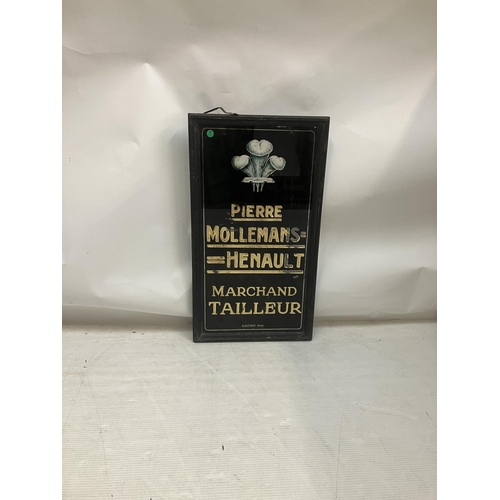 PIERRE
MOLLEMANS=
=HENAULT
MARCHAND
TAILLEUR